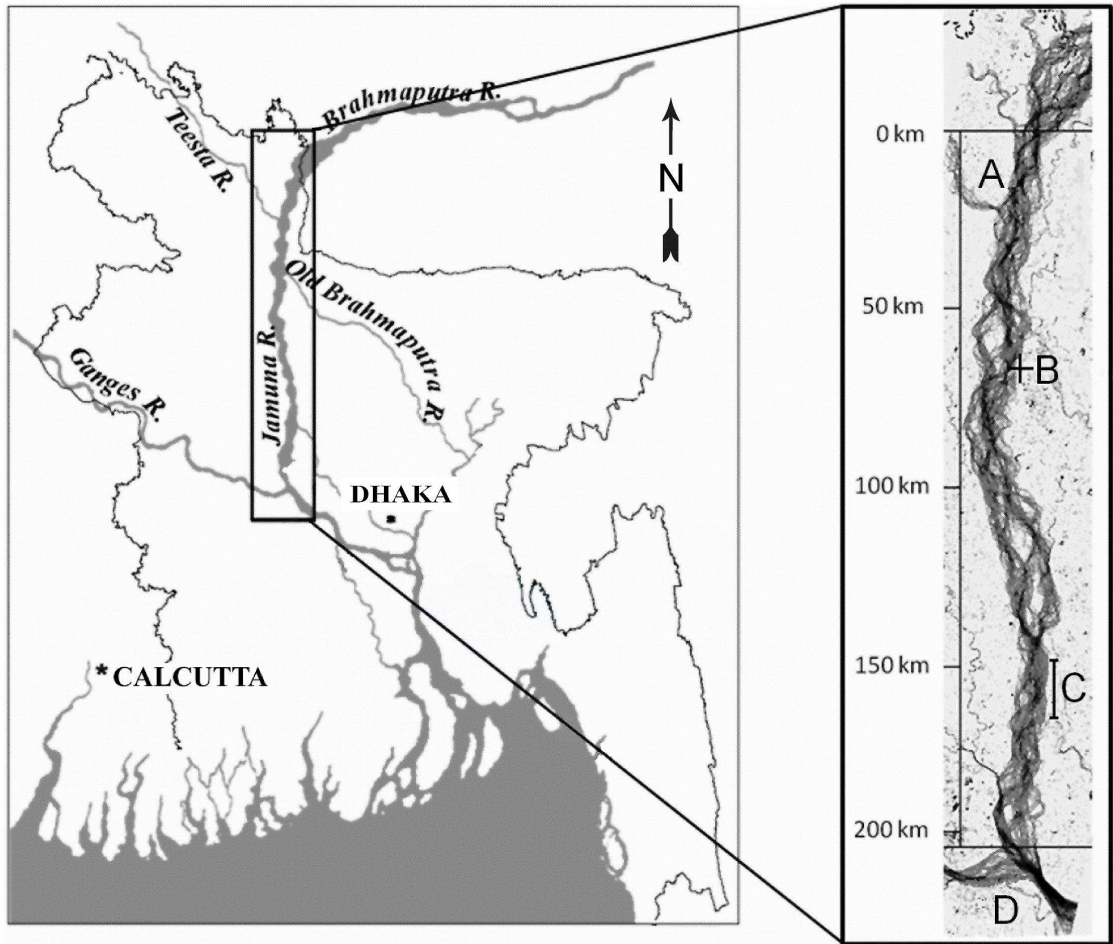 Brahmaputra R.
Teesta R.
N
Old Brahmaputra R.
Jamuna R.
Ganges R.
DHAKA
* CALCUTTA
0 km
A
50 km
B
100 km
150 km
C
200 km
D